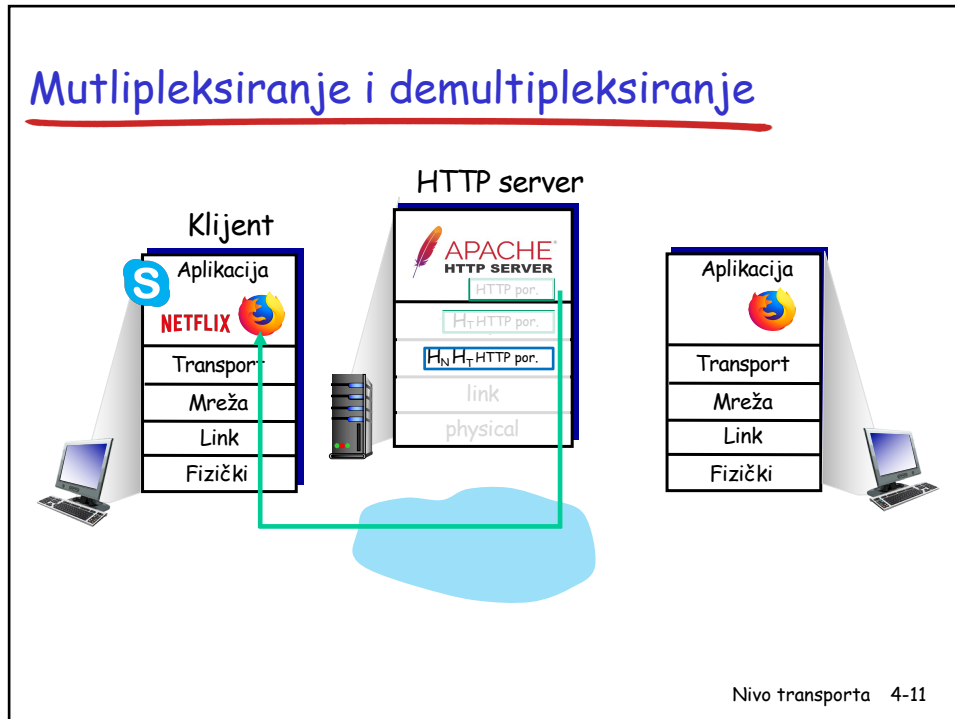 Mutlipleksiranje i demultipleksiranje
HTTP server
Klijent
Aplikacija
S
NETFLIX
Transport
Mreža
Link
Fizički
APACHE
HTTP SERVER
HTTP por.
HT HTTP por.
HN HT HTTP por.
link
physical
Aplikacija
Transport
Mreža
Link
Fizički
Nivo transporta 4-11